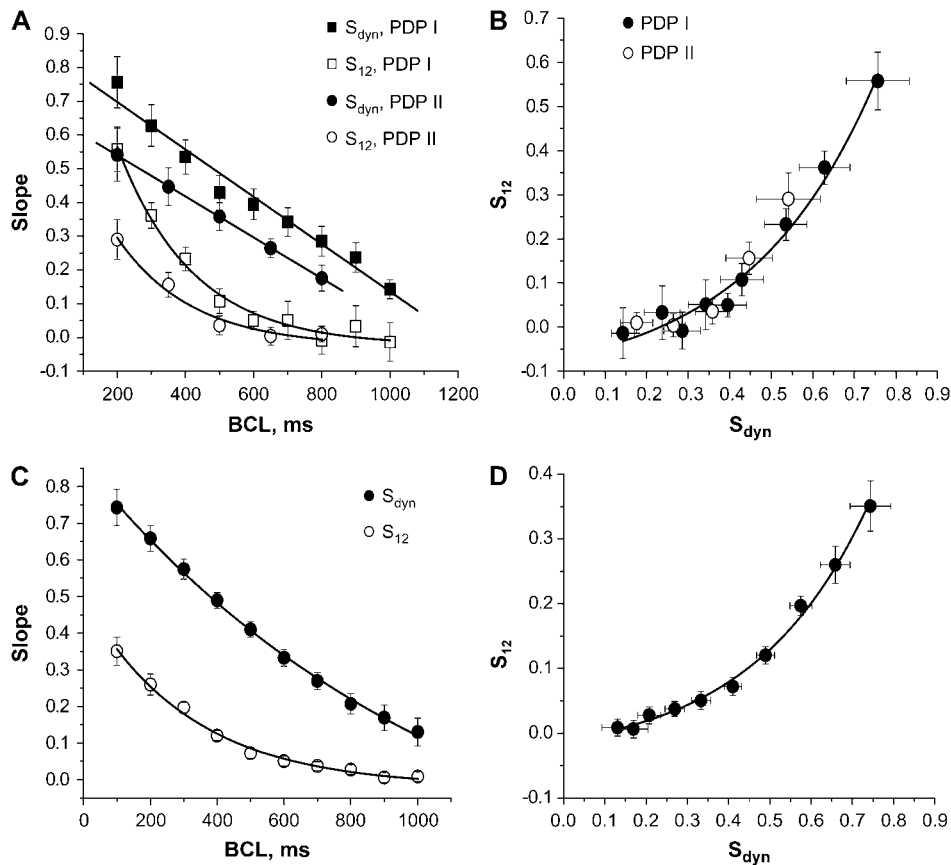 A
S_dyn, PDP I
S_12, PDP I
S_dyn, PDP II
S_12, PDP II
0.9
0.8
0.7
0.6
0.5
0.4
0.3
0.2
0.1
0.0
-0.1
Slope
200 400 600 800 1000 1200
BCL, ms
B
PDP I
PDP II
0.6
0.5
0.4
0.3
0.2
0.1
0.0
-0.1
S_12
0.0 0.1 0.2 0.3 0.4 0.5 0.6 0.7 0.8 0.9
S_dyn
C
S_dyn
S_12
0.8
0.7
0.6
0.5
0.4
0.3
0.2
0.1
0.0
Slope
0 200 400 600 800 1000
BCL, ms
D
0.4
0.3
0.2
0.1
0.0
-0.1
S_12
0.0 0.1 0.2 0.3 0.4 0.5 0.6 0.7 0.8 0.9
S_dyn